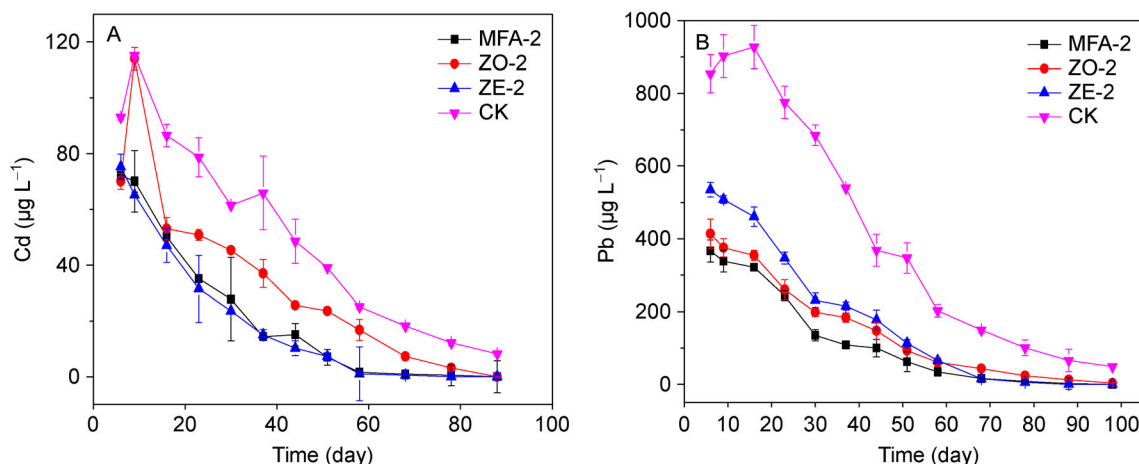 A
MFA-2
ZO-2
ZE-2
CK
Cd (µg L⁻¹)
120
80
40
0
0 20 40 60 80 100
Time (day)
B
MFA-2
ZO-2
ZE-2
CK
Pb (µg L⁻¹)
1000
800
600
400
200
0
0 10 20 30 40 50 60 70 80 90 100
Time (day)